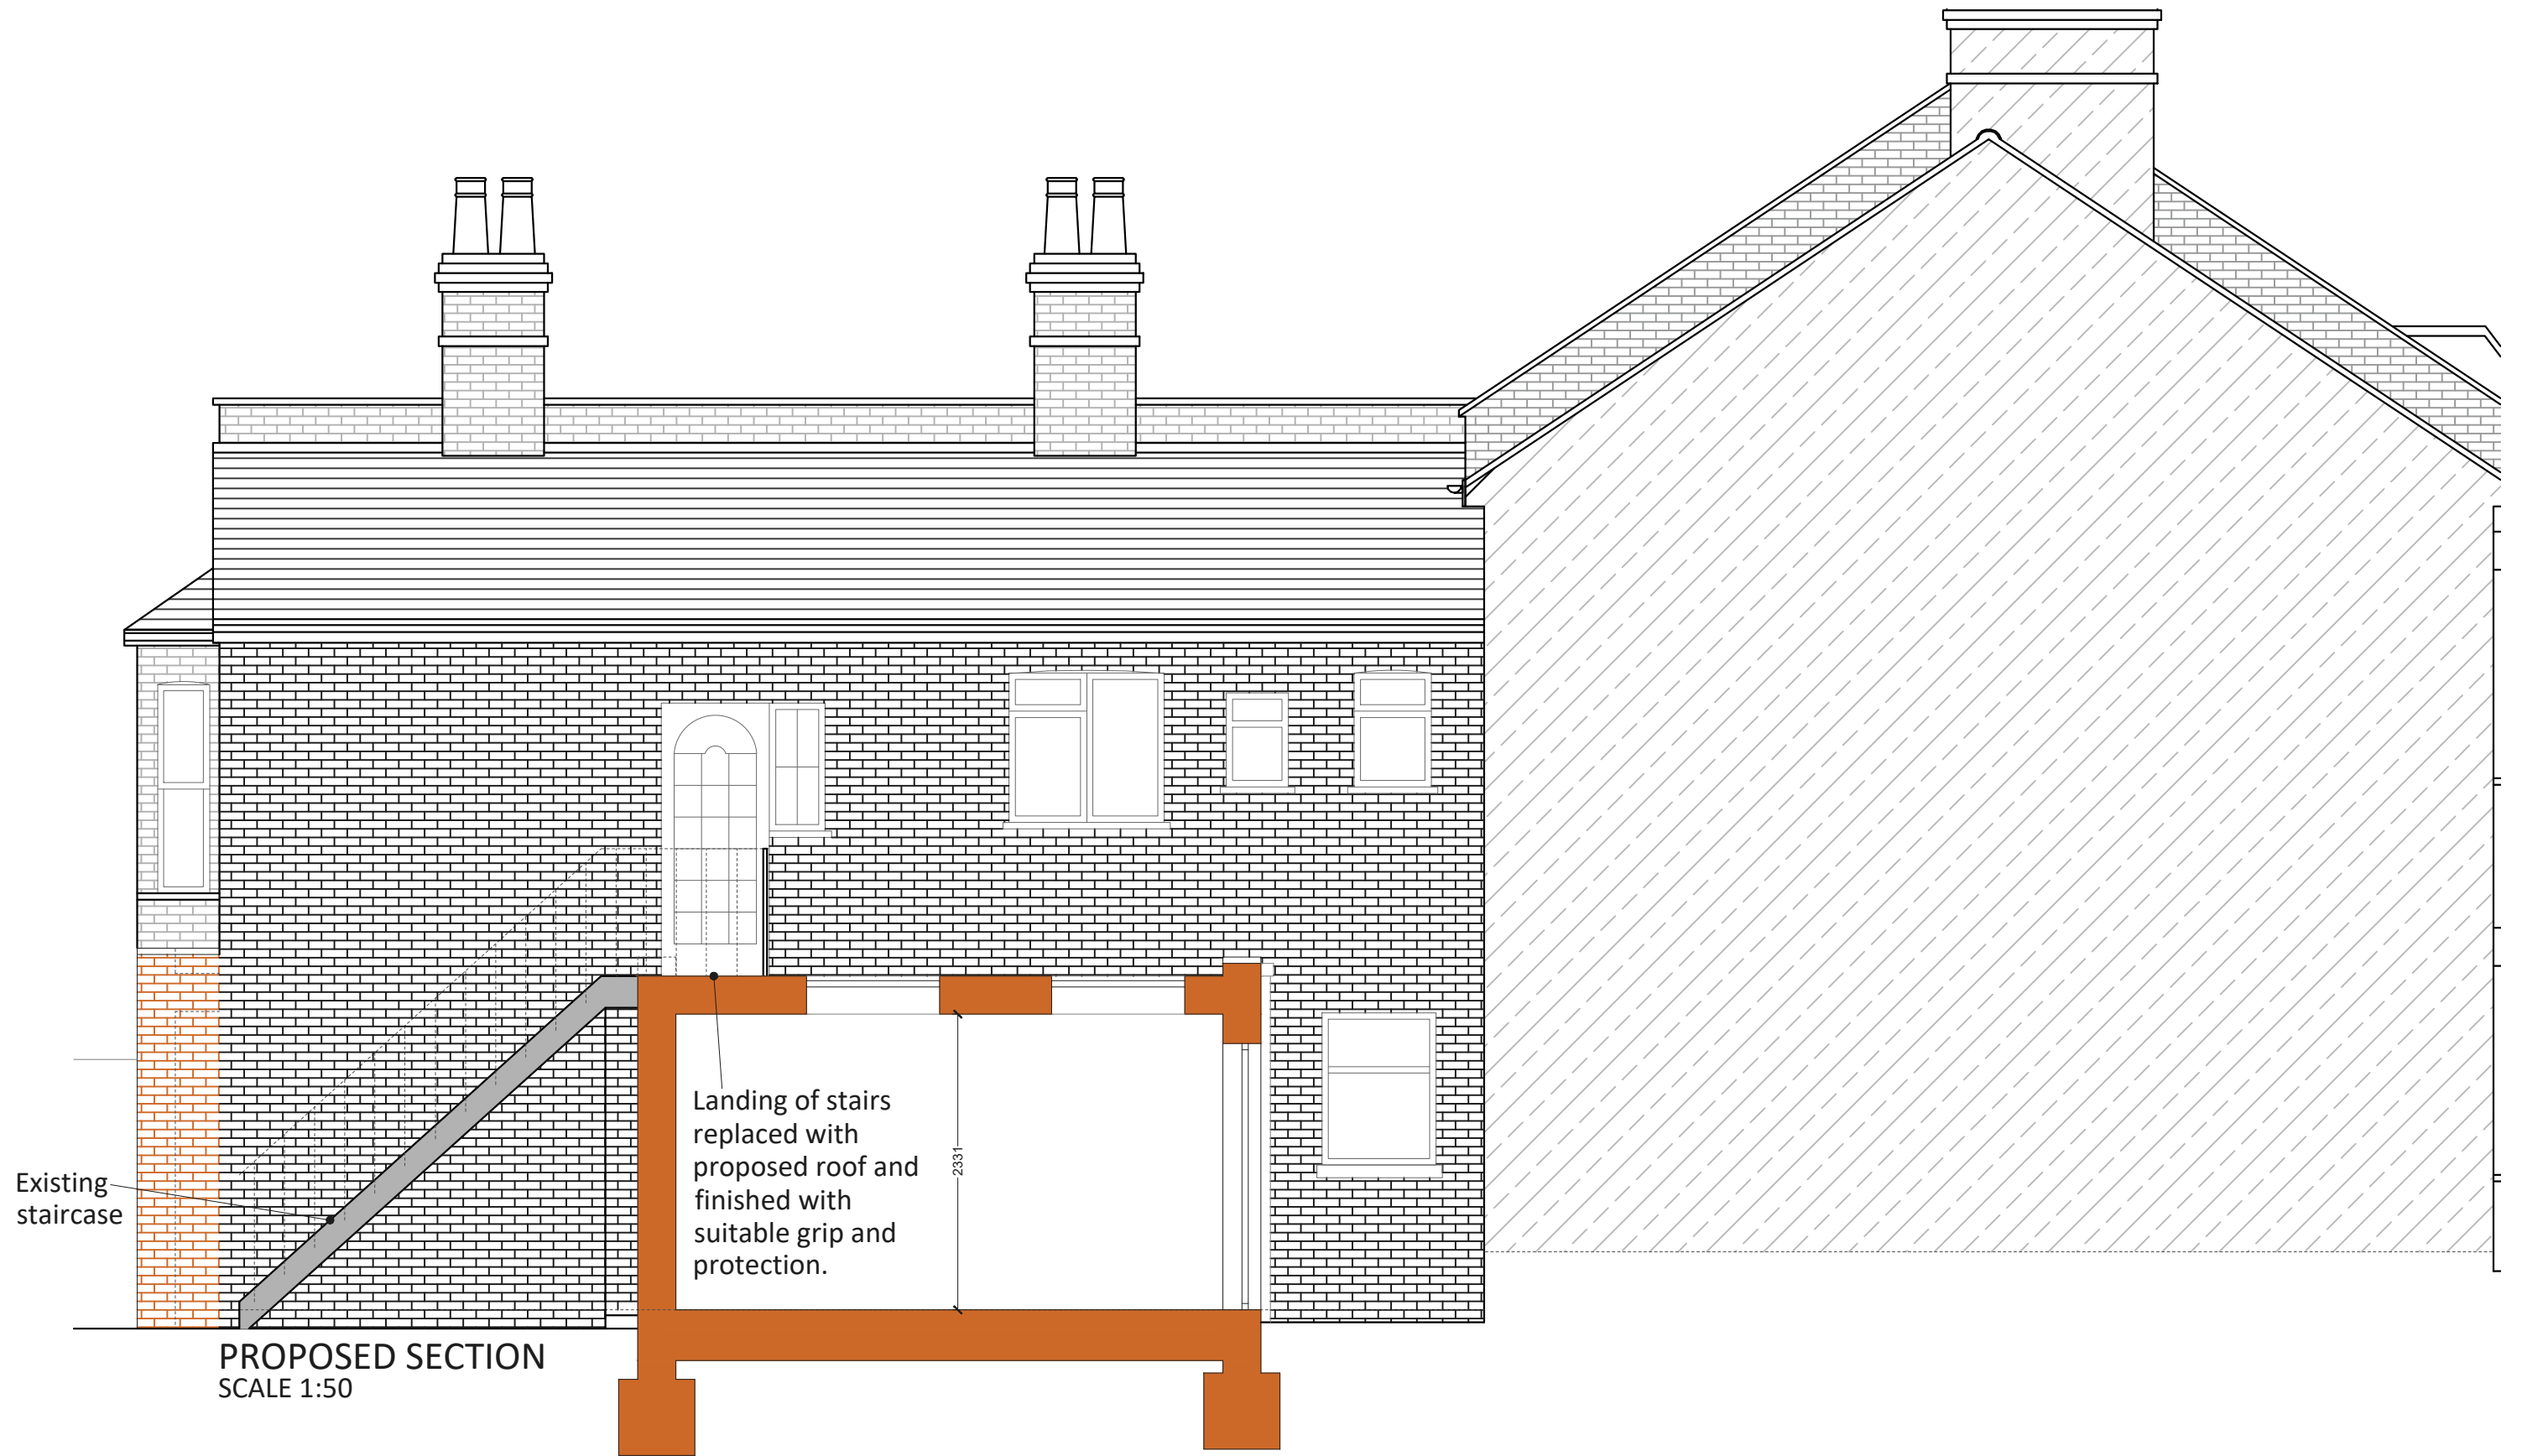 Landing of stairs
replaced with
proposed roof and
finished with
suitable grip and
protection.
2331
Existing
staircase
PROPOSED SECTION
SCALE 1:50